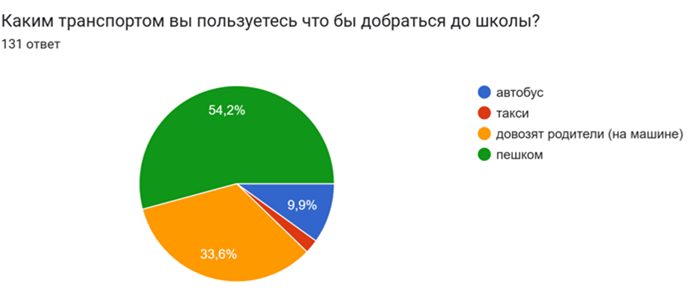 Каким транспортом вы пользуетесь что бы добраться до школы?
131 ответ
54,2%
9,9%
33,6%
автобус
такси
довозят родители (на машине)
пешком